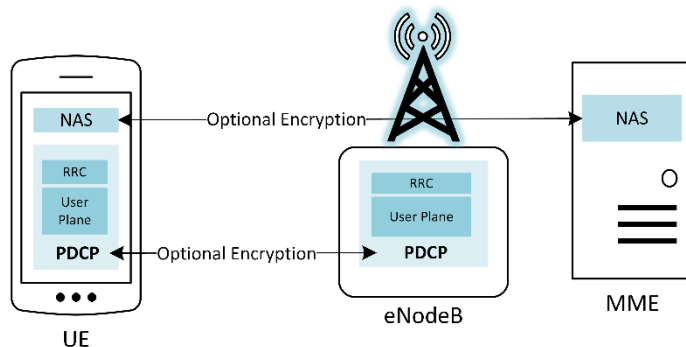 NAS
Optional Encryption
NAS
RRC
User
Plane
PDCP
Optional Encryption
RRC
User Plane
PDCP
UE
eNodeB
MME